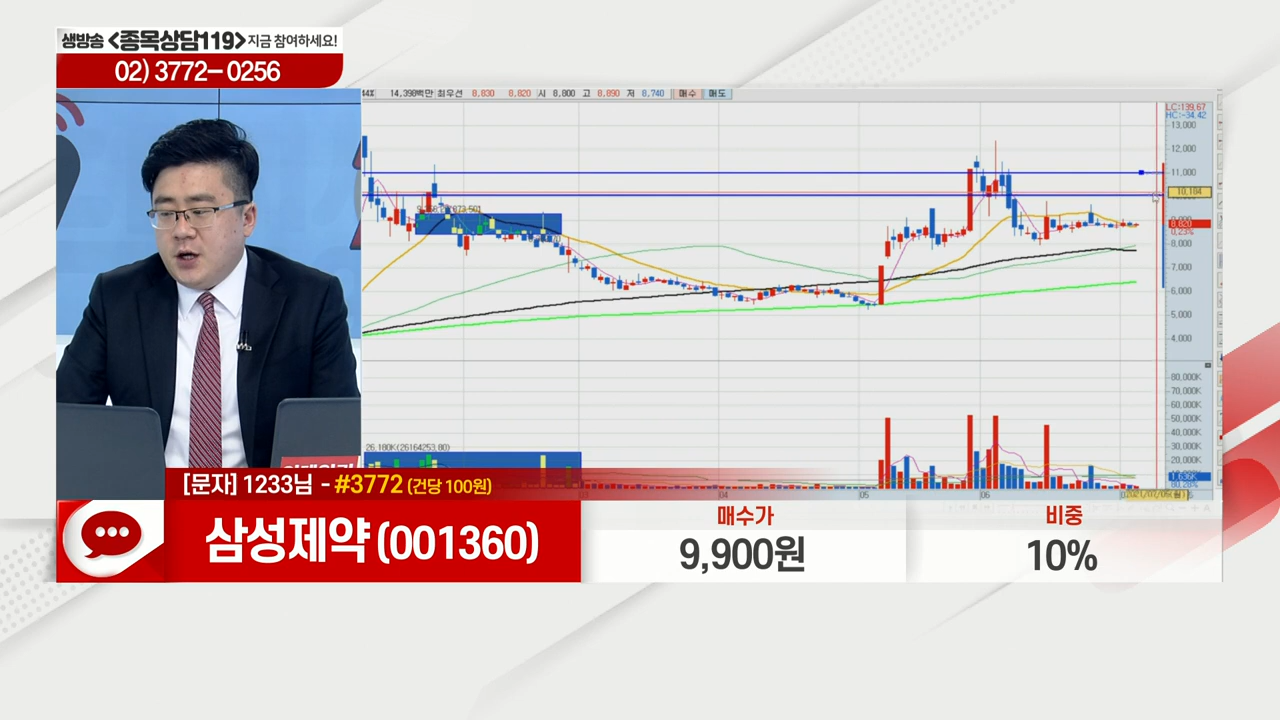 생방송 <종목상담119> 지금 참여하세요!
02) 3772-0256
14,398백만 최우선 8,830 8,820 시 8,800 고 8,890 저 8,740 매수 매도
LC:139.67
HC:-34.42
13,000
12,000
11,000
10,184
8,820
8,000
7,000
6,000
5,000
4,000
80,000K
70,000K
60,000K
50,000K
40,000K
30,000K
20,000K
26,180K(26164253.80)
04
05
06
[문자] 1233님 - #3772 (건당 100원)
삼성제약 (001360)
매수가
9,900원
비중
10%